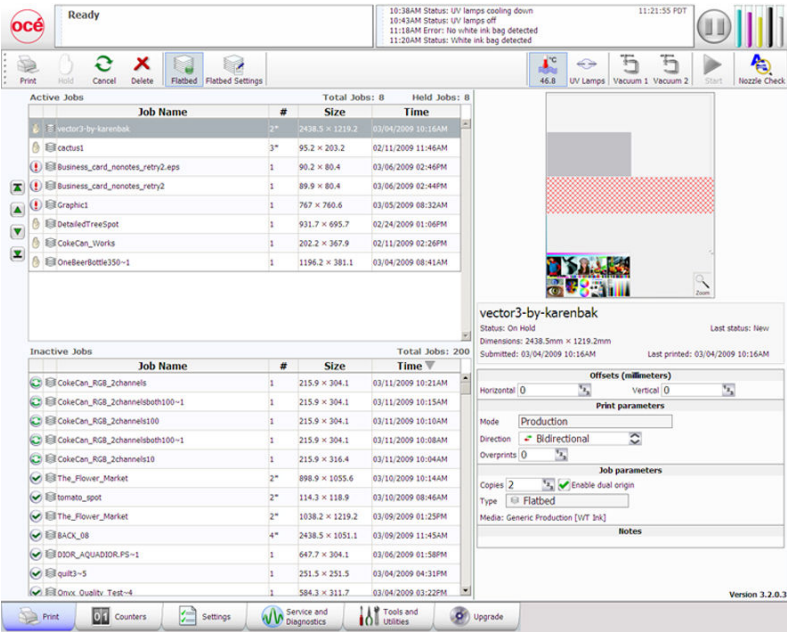 océ
Ready
10:38AM Status: UV lamps cooling down
10:43AM Status: UV lamps off
11:18AM Error: No white ink bag detected
11:20AM Status: White ink bag detected
11:21:55 PDT
Print Hold Cancel Delete Flatbed Flatbed Settings
°C
46.8 UV Lamps Vacuum 1 Vacuum 2 Start Nozzle Check
Active Jobs Total Jobs: 8 Held Jobs: 8
Job Name # Size Time
vector3-by-karenbak 2* 2438.5 × 1219.2 03/04/2009 10:16AM
cactus1 3* 95.2 × 203.2 02/11/2009 11:46AM
Business_card_nonotes_retry2.eps 1 90.2 × 80.4 03/06/2009 02:46PM
Business_card_nonotes_retry2 1 89.9 × 80.4 03/06/2009 02:44PM
Graphic1 1 767 × 760.6 03/05/2009 08:32AM
DetailedTreeSpot 1 931.7 × 695.7 02/24/2009 01:06PM
CokeCan_Works 1 202.2 × 367.9 02/11/2009 02:26PM
OneBeerBottle350~1 1 1196.2 × 381.1 03/04/2009 08:41AM
Zoom
vector3-by-karenbak
Status: On Hold Last status: New
Dimensions: 2438.5mm × 1219.2mm
Submitted: 03/04/2009 10:16AM Last printed: 03/04/2009 10:16AM
Offsets (millimeters)
Horizontal 0 Vertical 0
Print parameters
Mode Production
Direction Bidirectional
Overprints 0
Job parameters
Copies 2 Enable dual origin
Type Flatbed
Media: Generic Production [WT Ink]
Notes
Inactive Jobs Total Jobs: 200
Job Name # Size Time
CokeCan_RGB_2channels 1 215.9 × 304.1 03/11/2009 10:21AM
CokeCan_RGB_2channelsboth100~1 1 215.9 × 304.1 03/11/2009 10:15AM
CokeCan_RGB_2channels100 1 215.9 × 304.1 03/11/2009 10:10AM
CokeCan_RGB_2channelsboth100~1 1 215.9 × 304.1 03/11/2009 10:08AM
CokeCan_RGB_2channels10 1 215.9 × 316.4 03/11/2009 10:04AM
The_Flower_Market 2* 898.9 × 1055.6 03/10/2009 10:14AM
tomato_spot 2* 114.3 × 118.9 03/10/2009 08:46AM
The_Flower_Market 2* 1038.2 × 1219.2 03/09/2009 01:25PM
BACK_08 4* 2438.5 × 1051.1 03/09/2009 11:45AM
DIOR_AQUADIOR.PS~1 1 647.7 × 304.1 03/06/2009 01:58PM
quilt3~5 1 251.5 × 251.5 03/04/2009 04:31PM
Onyx Quality Test~4 1 584.3 × 311.7 03/04/2009 03:22PM
Version 3.2.0.3
Print 01 Counters Settings Service and Diagnostics Tools and Utilities Upgrade